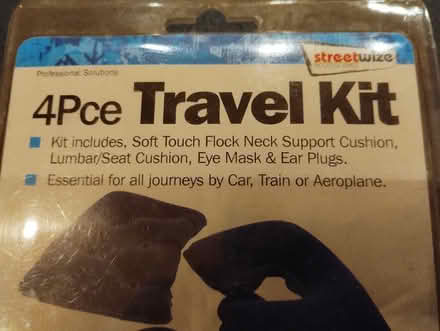 streetwize
Professional Solutions
4Pce Travel Kit
Kit includes, Soft Touch Flock Neck Support Cushion,
Lumbar/Seat Cushion, Eye Mask & Ear Plugs.
Essential for all journeys by Car, Train or Aeroplane.